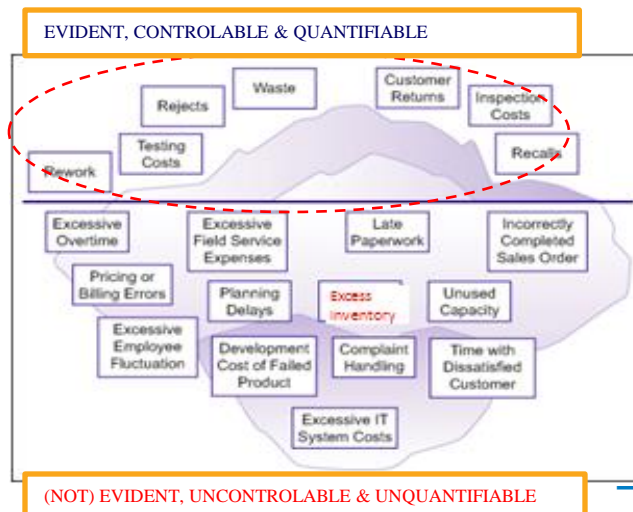 EVIDENT, CONTROLABLE & QUANTIFIABLE
Waste
Customer
Returns
Rejects
Inspection
Costs
Testing
Costs
Recalls
Rework
Excessive
Overtime
Excessive
Field Service
Expenses
Late
Paperwork
Incorrectly
Completed
Sales Order
Pricing or
Billing Errors
Planning
Delays
Excess
Inventory
Unused
Capacity
Excessive
Employee
Fluctuation
Development
Cost of Failed
Product
Complaint
Handling
Time with
Dissatisfied
Customer
Excessive IT
System Costs
(NOT) EVIDENT, UNCONTROLABLE & UNQUANTIFIABLE